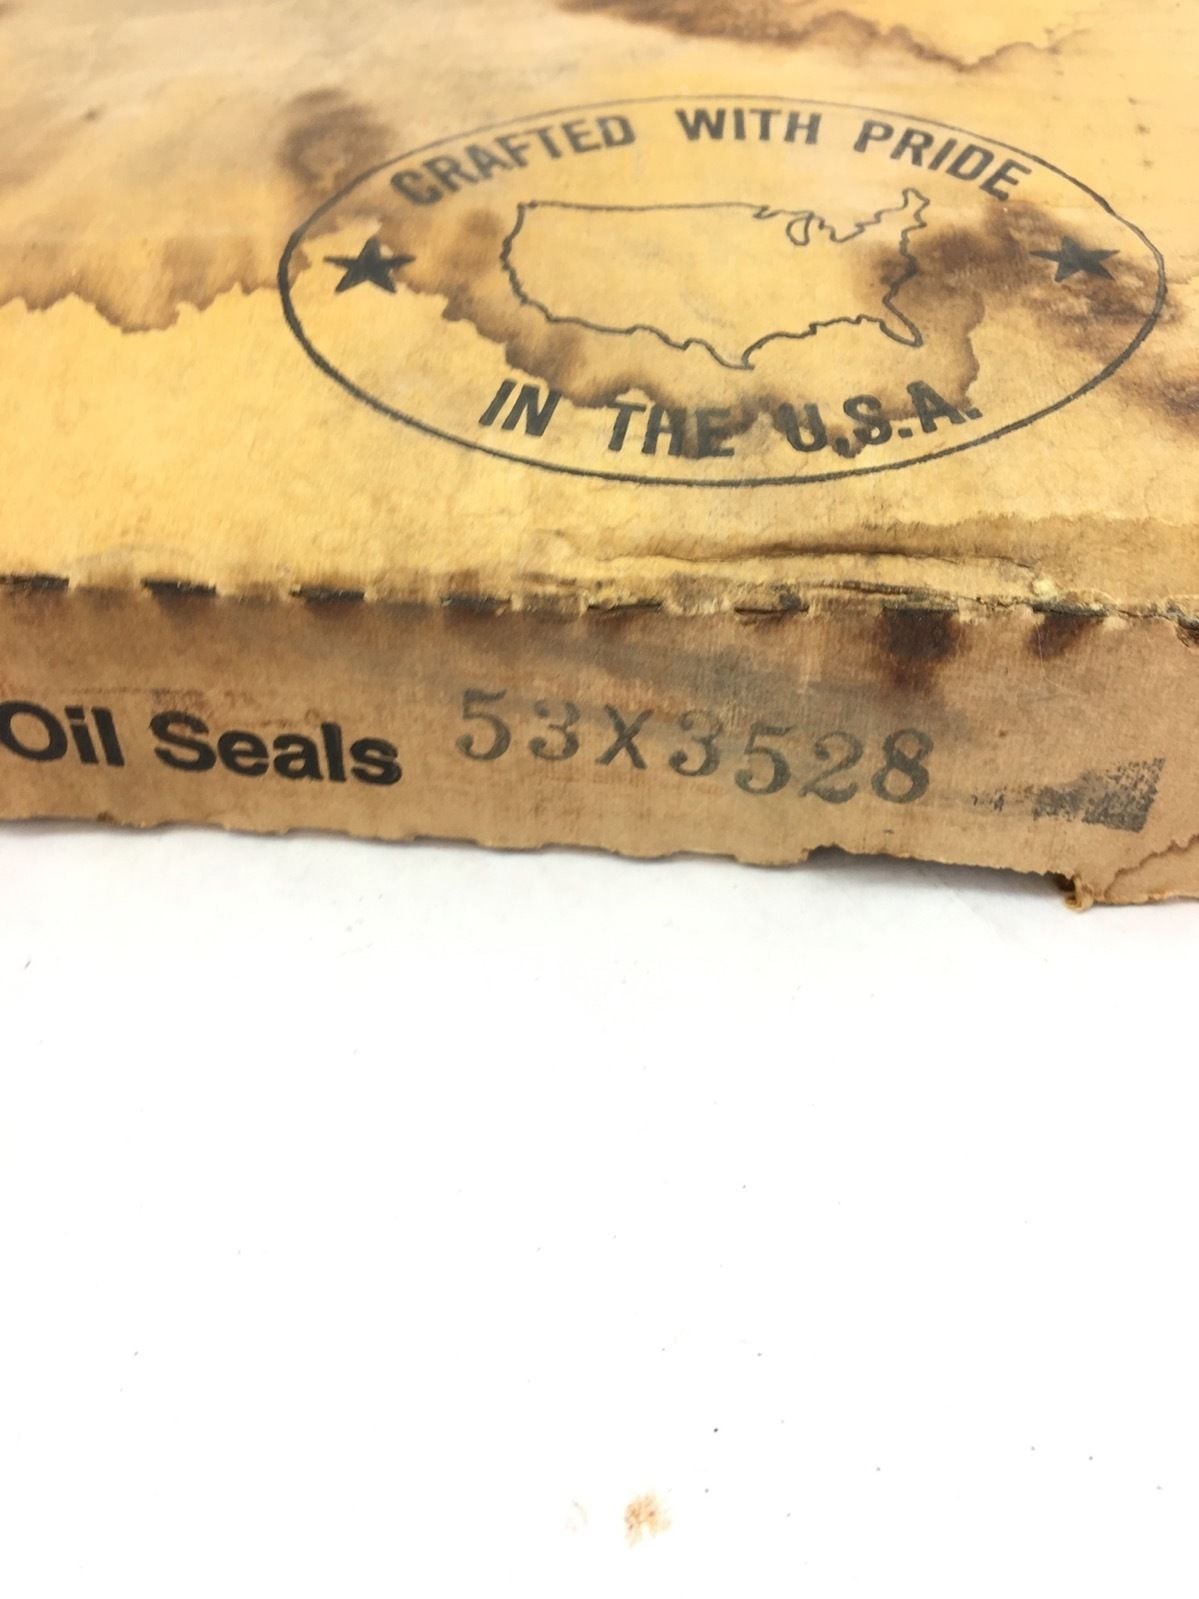 CRAFTED WITH PRIDE
IN THE U.S.A.
Oil Seals 53X3528